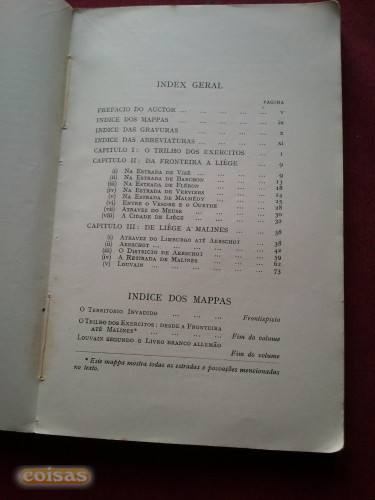 INDEX GERAL
PAGINA
PREFACIO DO AUCTOR ... v
INDICE DOS MAPPAS ... ix
INDICE DAS GRAVURAS ... x
INDICE DAS ABREVIATURAS ... xi
CAPITULO I: O TRILHO DOS EXERCITOS ... 1
CAPITULO II: DA FRONTEIRA A LIÈGE ... 9
(i) NA ESTRADA DE VISÉ ... 9
(ii) NA ESTRADA DE BARCHON ... 13
(iii) NA ESTRADA DE FLÉRON ... 18
(iv) NA ESTRADA DE VERVIERS ... 24
(v) NA ESTRADA DE MALMÉDY ... 25
(vi) ENTRE O VESDRE E O OURTHE ... 28
(vii) ATRAVEZ DO MEUSE ... 30
(viii) A CIDADE DE LIÈGE ... 32
CAPITULO III: DE LIÈGE A MALINES ... 36
(i) ATRAVEZ DO LIMBURGO ATÉ AERSCHOT ... 38
(ii) AERSCHOT ... 42
(iii) O DISTRICTO DE AERSCHOT ... 59
(iv) A RETIRADA DE MALINES ... 62
(v) LOUVAIN ... 73
INDICE DOS MAPPAS
O TERRITORIO INVADIDO ... Frontispicio
O TRILHO DOS EXERCITOS: DESDE A FRONTEIRA
ATÉ MALINES* ... Fim do volume
LOUVAIN SEGUNDO O LIVRO BRANCO ALLEMÃO
Fim do volume
* Este mappa mostra todas as estradas e povoações mencionadas
no texto.
coisas